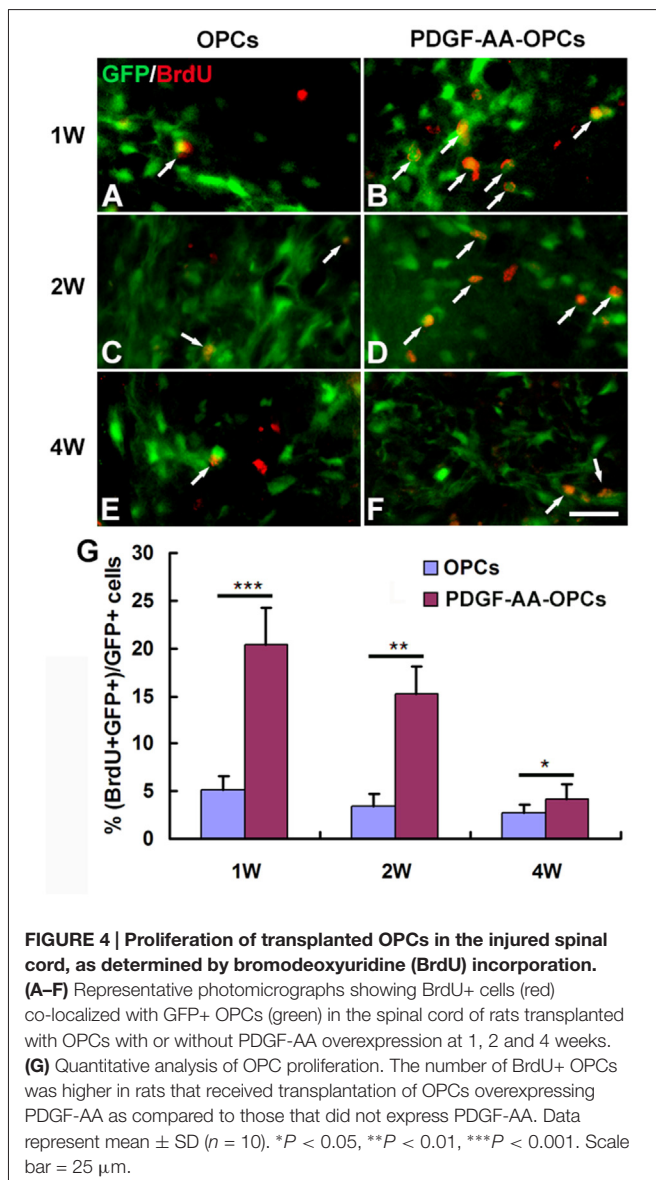 OPCs PDGF-AA-OPCs
GFP/BrdU
1W
A B
2W
C D
4W
E F
G
30
25
20
15
10
5
0
% (BrdU+GFP+)/GFP+ cells
OPCs
PDGF-AA-OPCs
***
**
*
1W 2W 4W
FIGURE 4 | Proliferation of transplanted OPCs in the injured spinal
cord, as determined by bromodeoxyuridine (BrdU) incorporation.
(A–F) Representative photomicrographs showing BrdU+ cells (red)
co-localized with GFP+ OPCs (green) in the spinal cord of rats transplanted
with OPCs with or without PDGF-AA overexpression at 1, 2 and 4 weeks.
(G) Quantitative analysis of OPC proliferation. The number of BrdU+ OPCs
was higher in rats that received transplantation of OPCs overexpressing
PDGF-AA as compared to those that did not express PDGF-AA. Data
represent mean ± SD (n = 10). *P < 0.05, **P < 0.01, ***P < 0.001. Scale
bar = 25 μm.